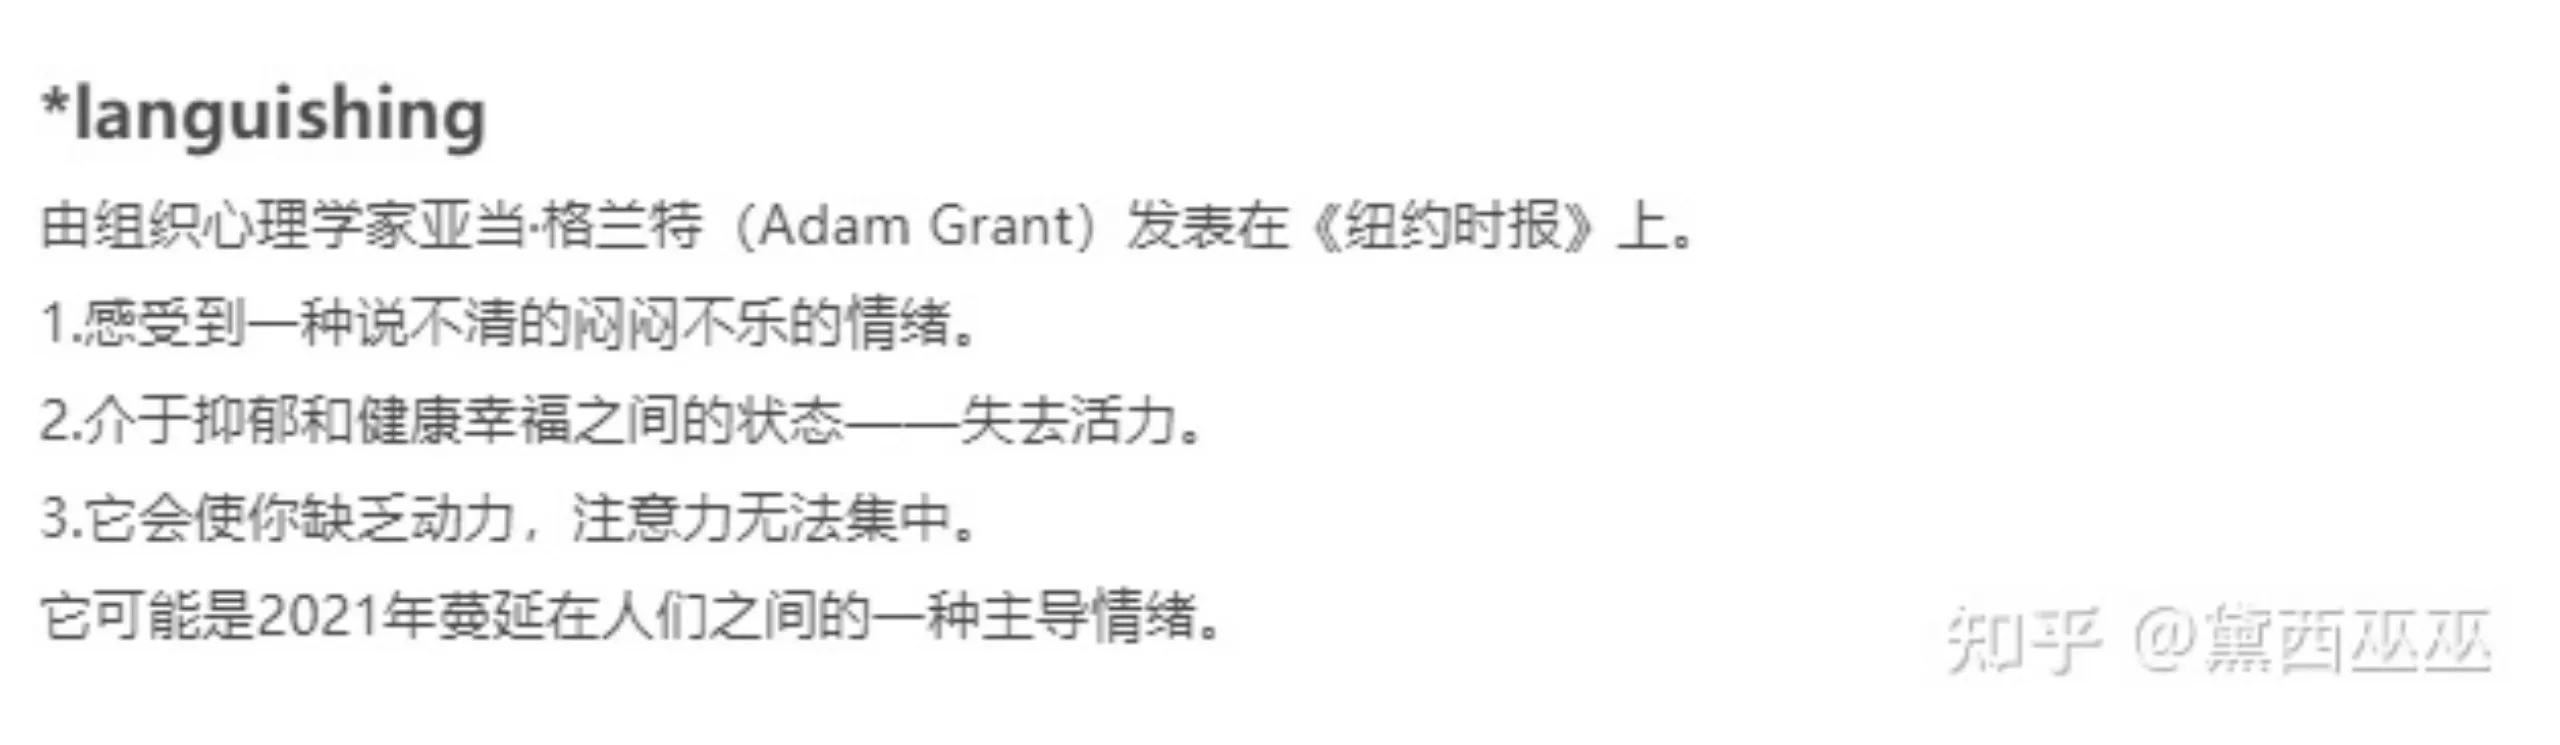 *languishing
由组织心理学家亚当·格兰特（Adam Grant）发表在《纽约时报》上。
1.感受到一种说不清的闷闷不乐的情绪。
2.介于抑郁和健康幸福之间的状态——失去活力。
3.它会使你缺乏动力，注意力无法集中。
它可能是2021年蔓延在人们之间的一种主导情绪。
知乎 @黛西巫巫